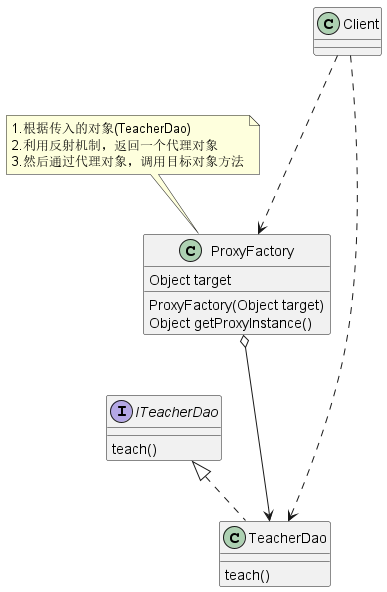 C Client
1.根据传入的对象(TeacherDao)
2.利用反射机制，返回一个代理对象
3.然后通过代理对象，调用目标对象方法
C ProxyFactory
Object target
ProxyFactory(Object target)
Object getProxyInstance()
I ITeacherDao
teach()
C TeacherDao
teach()